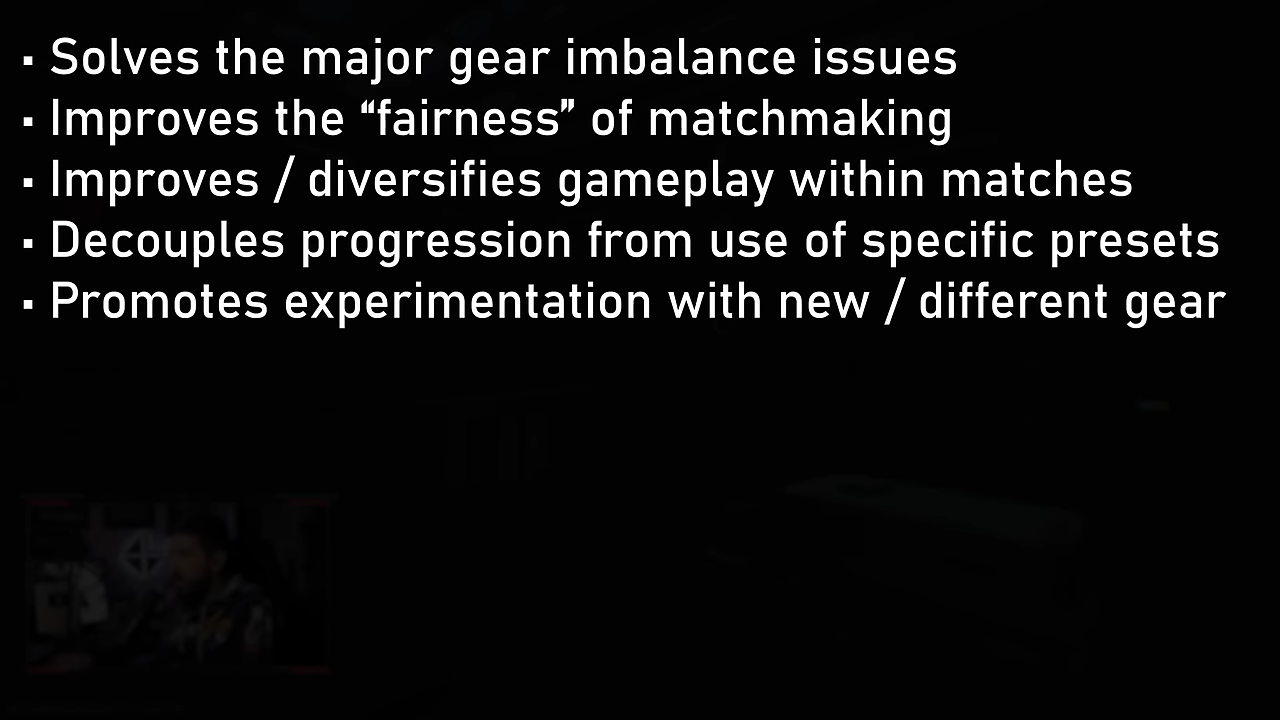 ▪ Solves the major gear imbalance issues
▪ Improves the “fairness” of matchmaking
▪ Improves / diversifies gameplay within matches
▪ Decouples progression from use of specific presets
▪ Promotes experimentation with new / different gear